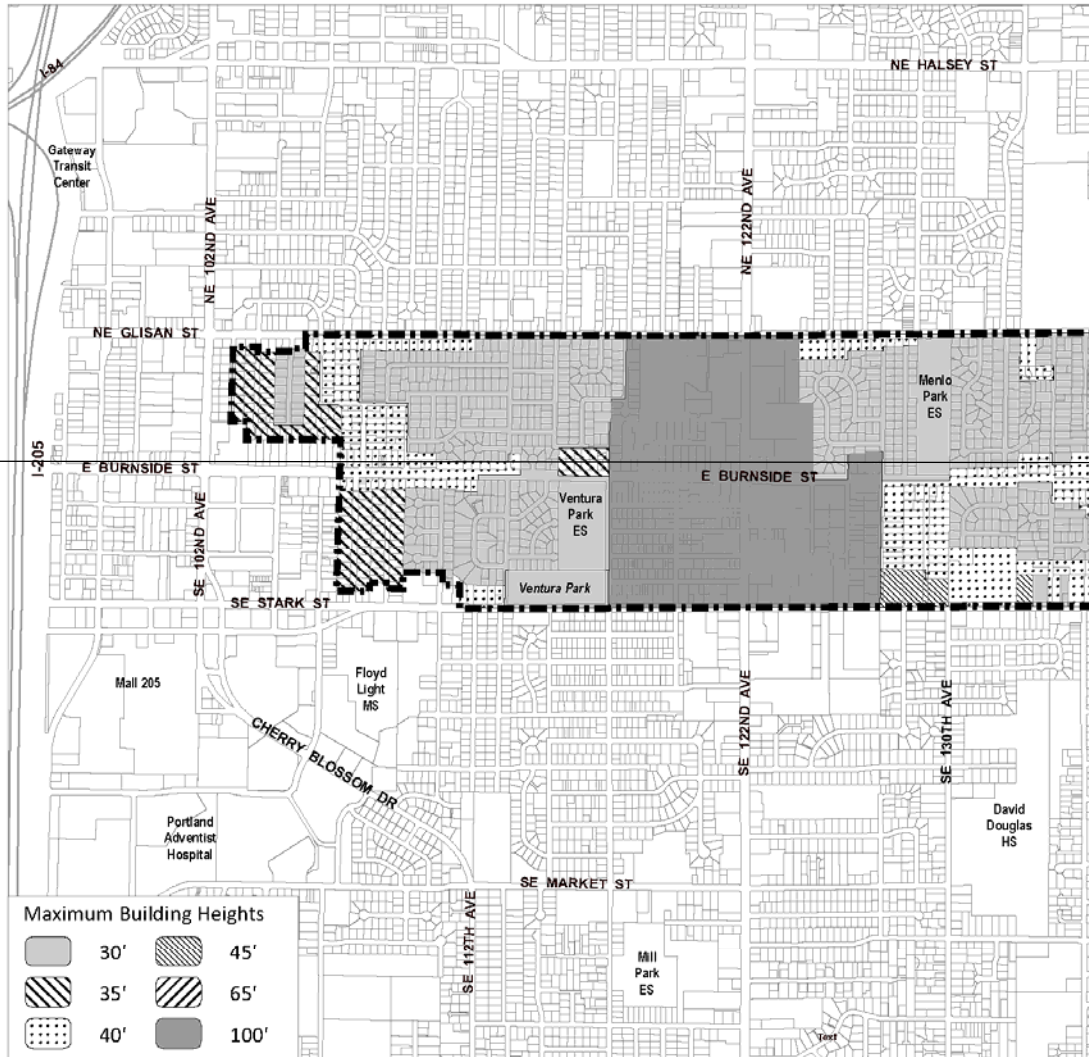 I-84
NE HALSEY ST
Gateway
Transit
Center
NE 102ND AVE
NE 122ND AVE
NE GLISAN ST
Menlo
Park
ES
I-205
E BURNSIDE ST
E BURNSIDE ST
SE 102ND AVE
Ventura
Park
ES
Ventura Park
SE STARK ST
Mall 205
Floyd
Light
MS
SE 122ND AVE
SE 130TH AVE
CHERRY BLOSSOM DR
Portland
Adventist
Hospital
David
Douglas
HS
SE MARKET ST
SE 112TH AVE
Mill
Park
ES
Text
Maximum Building Heights
30' 45'
35' 65'
40' 100'